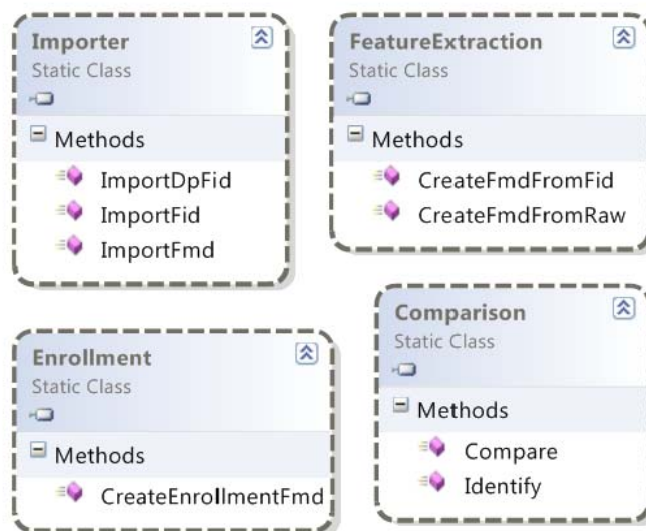 Importer
Static Class
Methods
ImportDpFid
ImportFid
ImportFmd
FeatureExtraction
Static Class
Methods
CreateFmdFromFid
CreateFmdFromRaw
Enrollment
Static Class
Methods
CreateEnrollmentFmd
Comparison
Static Class
Methods
Compare
Identify